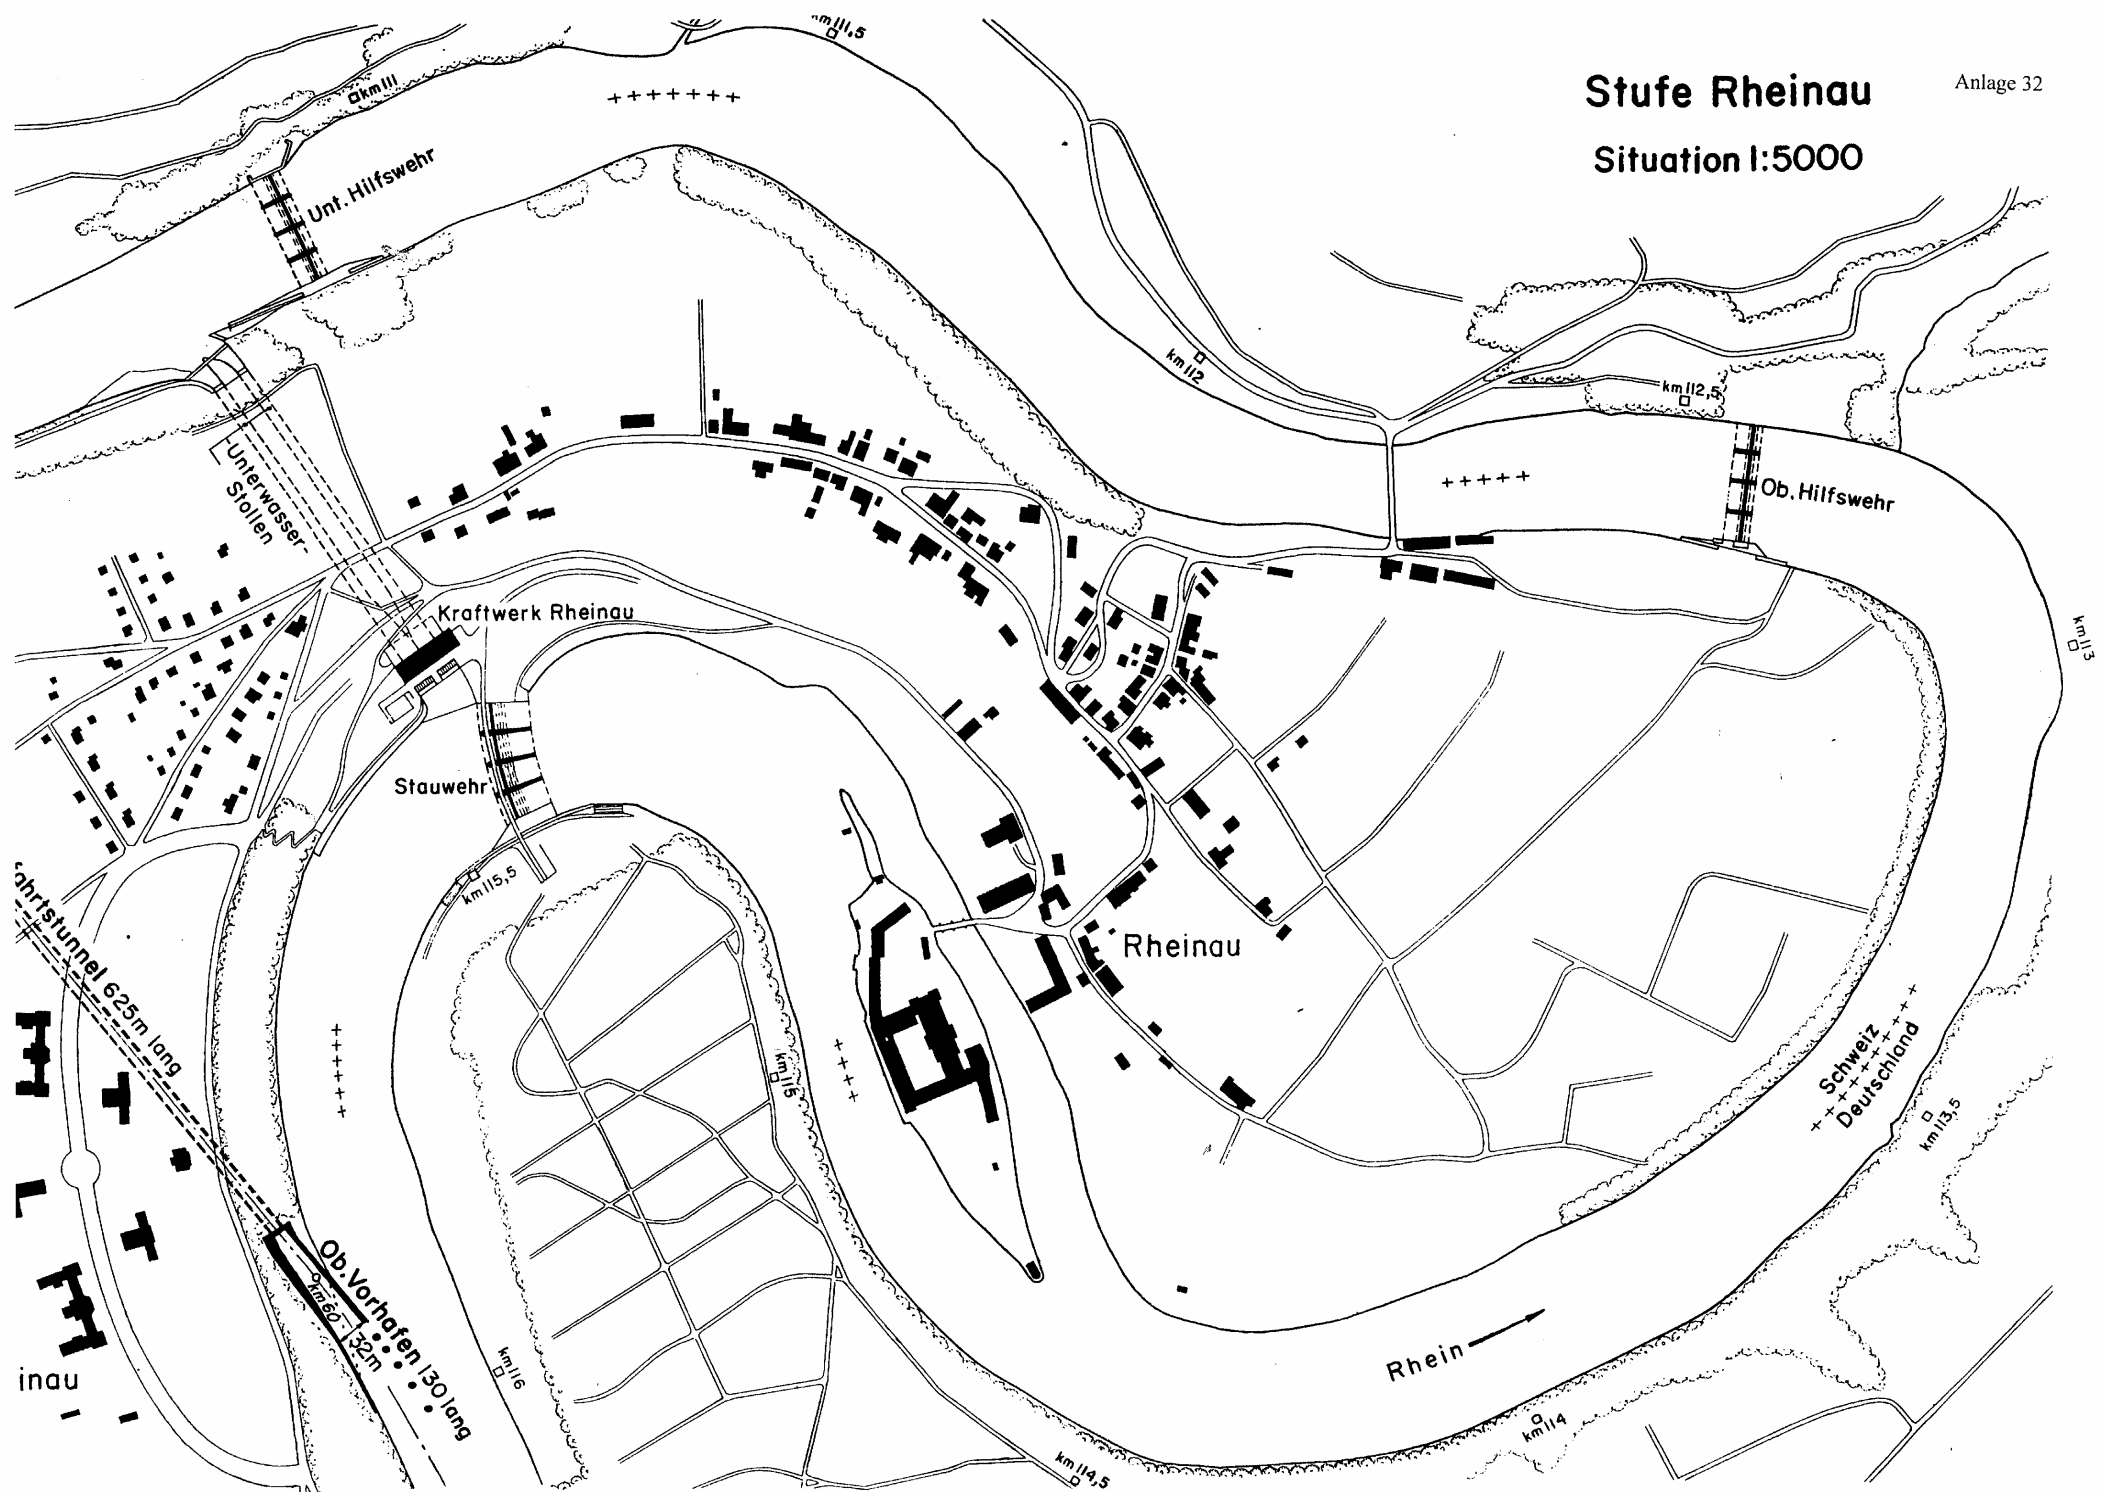 km 111,5
Stufe Rheinau
Anlage 32
Situation 1:5000
km 111
Unt. Hilfswehr
km 112
km 112,5
Ob. Hilfswehr
Unterwasser-
Stollen
Kraftwerk Rheinau
km 113
Stauwehr
km 115,5
ahrtstunnel 625m lang
Rheinau
km 115
Schweiz
Deutschland
km 113,5
Ob. Vorhafen 130 lang
km 60
32m
Rhein
km 116
inau
km 114
km 114,5